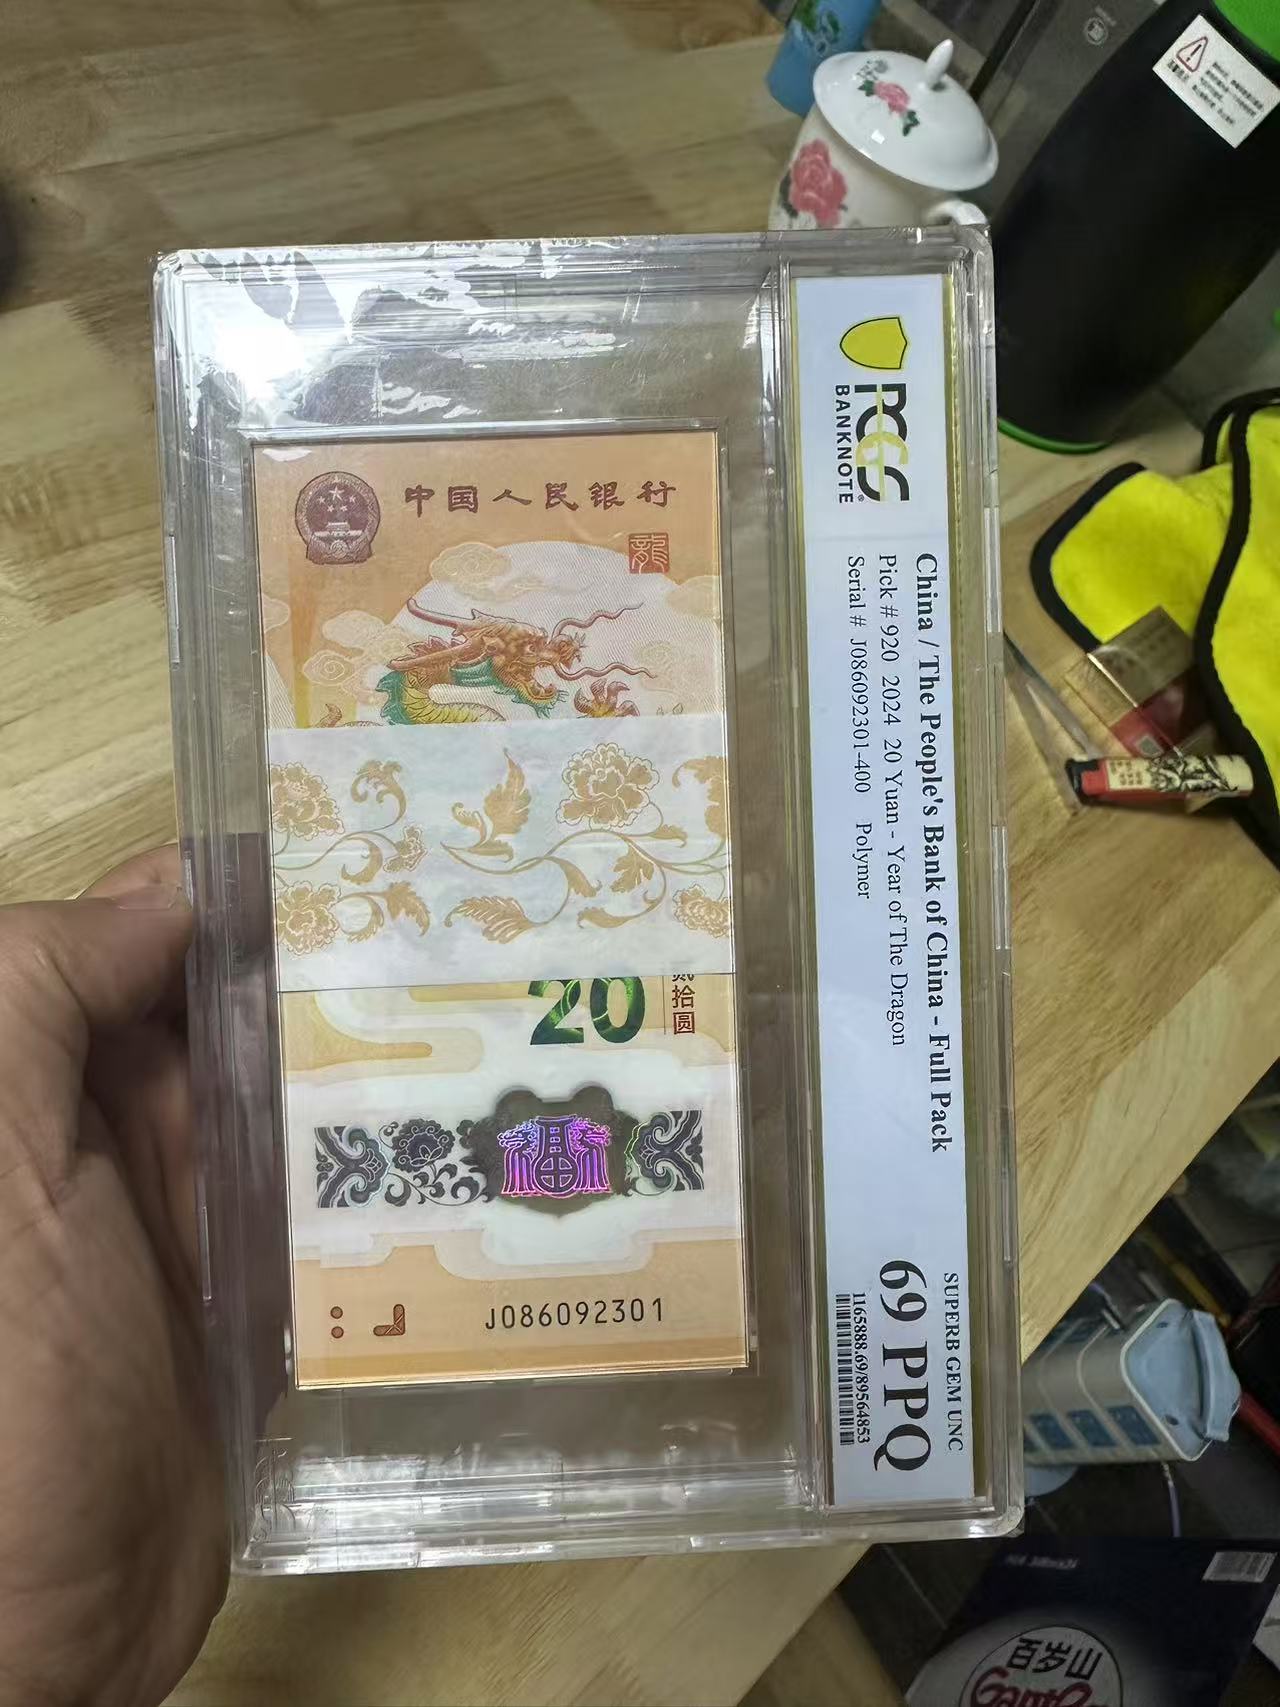 PCGS
BANKNOTE
China / The People's Bank of China - Full Pack
Pick # 920 2024 20 Yuan - Year of The Dragon
Serial # J086092301-400 Polymer
SUPERB GEM UNC
69 PPQ
1165888.69/89564853
中国人民银行
龍
20
贰拾圆
福
J086092301
百岁山